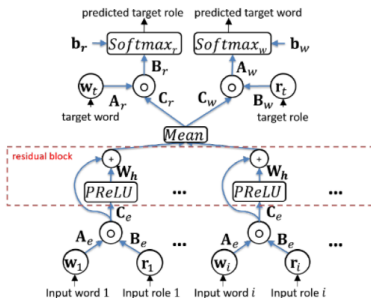 predicted target role predicted target word
b_r Softmax_r Softmax_w b_w
B_r A_w
w_t A_r C_r C_w B_w r_t
target word target role
Mean
residual block
+ +
W_h W_h
PReLU ... PReLU ...
C_e C_e
A_e B_e ... A_e B_e ...
w_1 r_1 w_i r_i
Input word 1 Input role 1 Input word i Input role i